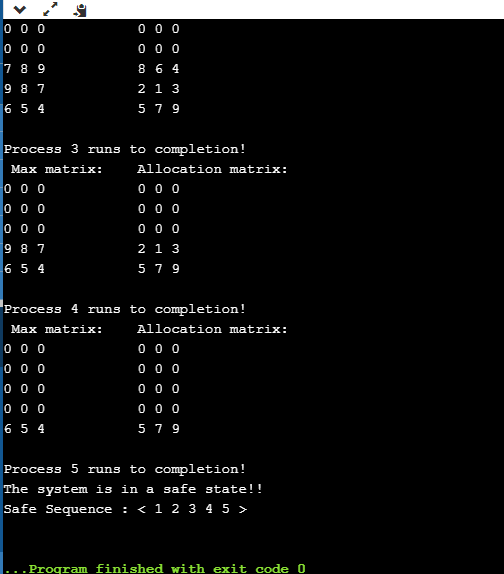 0 0 0 0 0 0
0 0 0 0 0 0
7 8 9 8 6 4
9 8 7 2 1 3
6 5 4 5 7 9
Process 3 runs to completion!
Max matrix: Allocation matrix:
0 0 0 0 0 0
0 0 0 0 0 0
0 0 0 0 0 0
9 8 7 2 1 3
6 5 4 5 7 9
Process 4 runs to completion!
Max matrix: Allocation matrix:
0 0 0 0 0 0
0 0 0 0 0 0
0 0 0 0 0 0
0 0 0 0 0 0
6 5 4 5 7 9
Process 5 runs to completion!
The system is in a safe state!!
Safe Sequence : < 1 2 3 4 5 >
...Program finished with exit code 0